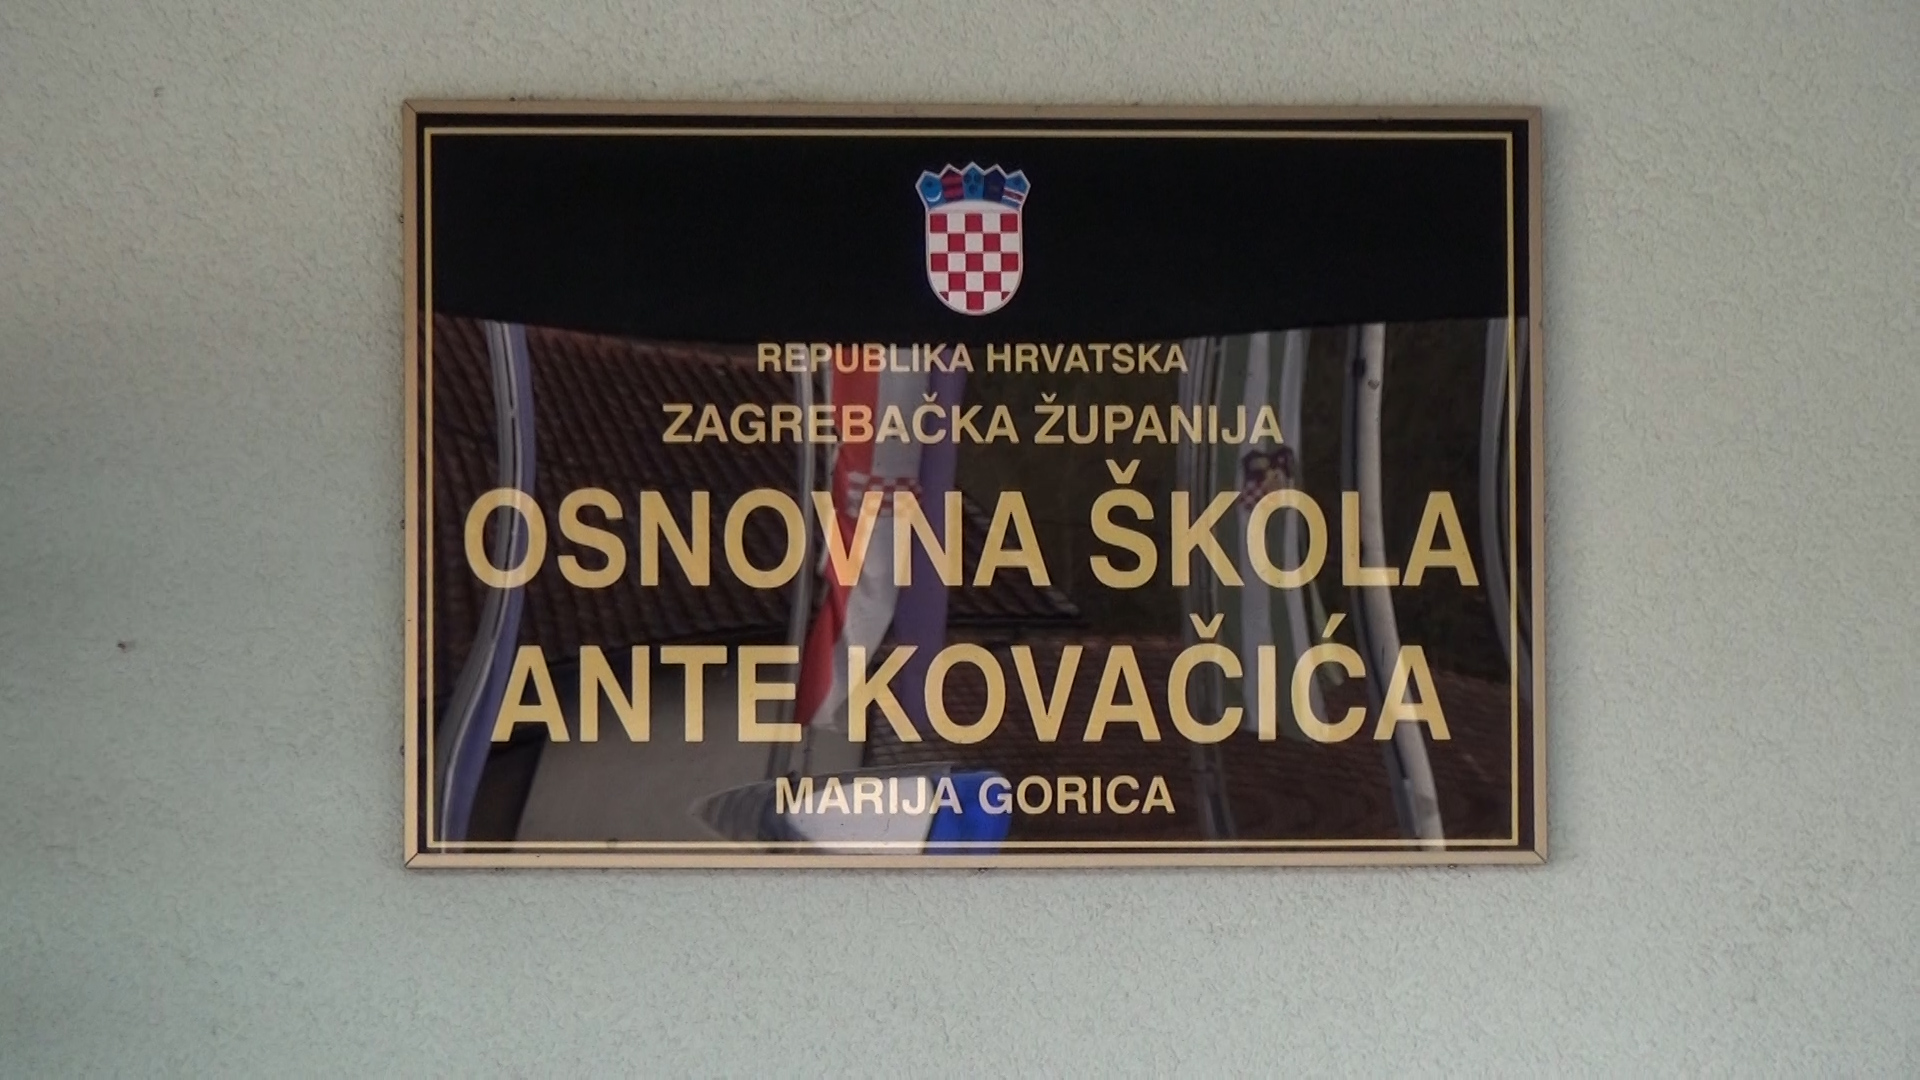 REPUBLIKA HRVATSKA
ZAGREBAČKA ŽUPANIJA
OSNOVNA ŠKOLA
ANTE KOVAČIĆA
MARIJA GORICA